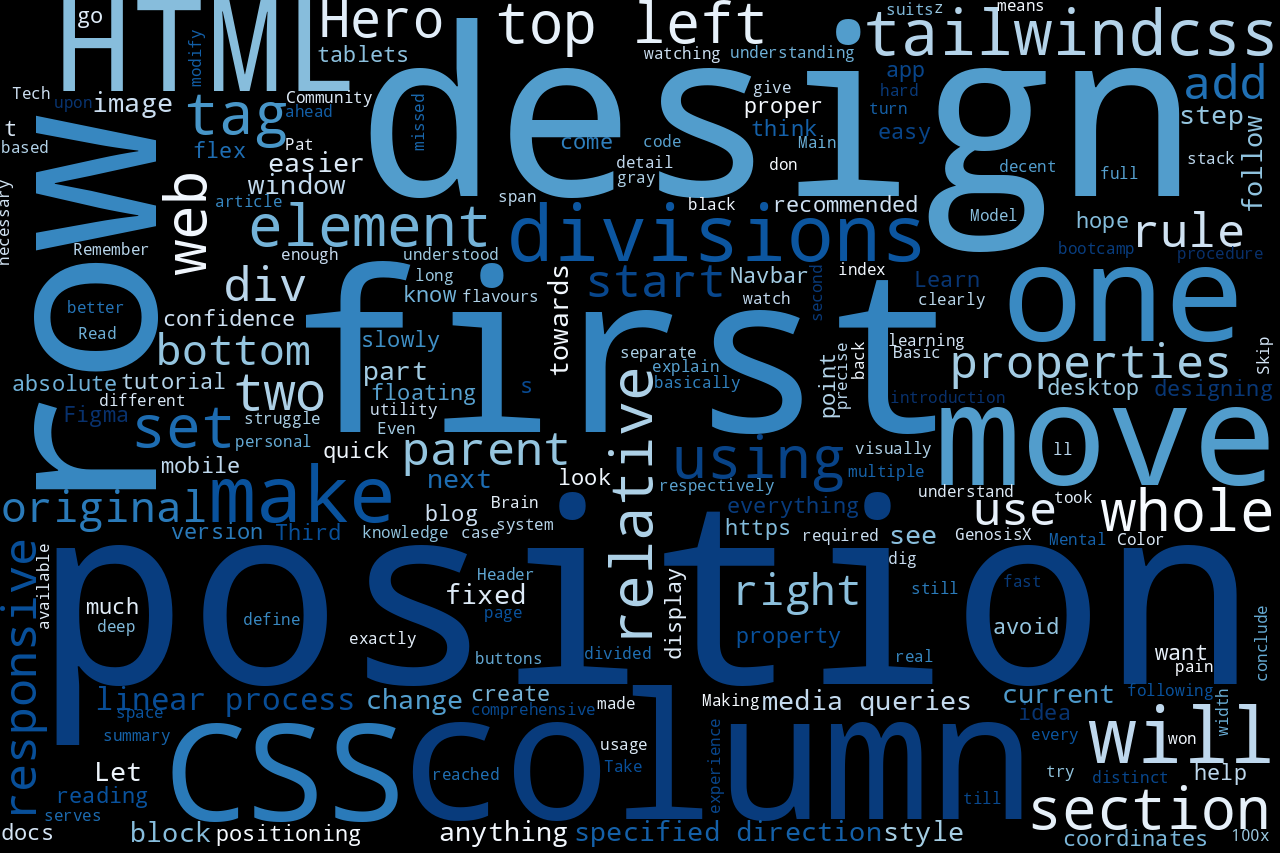 go
HTML
Hero
top left
suits
z
means
tailwindcss
modify
tablets
watching
understanding
design
Tech
upon
image
Community
ahead
tag
give
proper
app
hard
turn
add
step
t
based
flex
Pat
easier
missed
come
code
think
Main
easy
don
detail
gray
decent
full
stack
follow
row
web
window
article
span
black
recommended
Model
hope
rule
necessary
Remember
element
divisions
bootcamp
procedure
enough
understood
div
first
long
know
flavours
start
Navbar
watch
second
index
Learn
clearly
one
better
Read
confidence
towards
bottom
slowly
separate
explain
basically
learning
Basic
back
properties
Skip
absolute
tutorial
two
part
floating
s
point
precise
desktop
designing
different
Figma
set
struggle
utility
Even
personal
introduction
move
mobile
quick
parent
relative
using
visually
multiple
ll
original
make
next
look
respectively
understand
took
blog
Brain
everything
use
whole
version
Third
knowledge
case
system
https
required
see
GenosisX
Mental
Color
dig
responsive
available
position
much
deep
define
Header
fixed
page
right
still
fast
exactly
display
property
avoid
buttons
divided
real
want
pain
conclude
linear process
change
create
comprehensive
made
Making
media queries
current
following
space
summary
idea
width
css
column
every
will
won
usage
Let
reached
Take
experience
try
distinct
help
reading
serves
till
section
docs
block
positioning
anything
specified direction
style
coordinates
100x